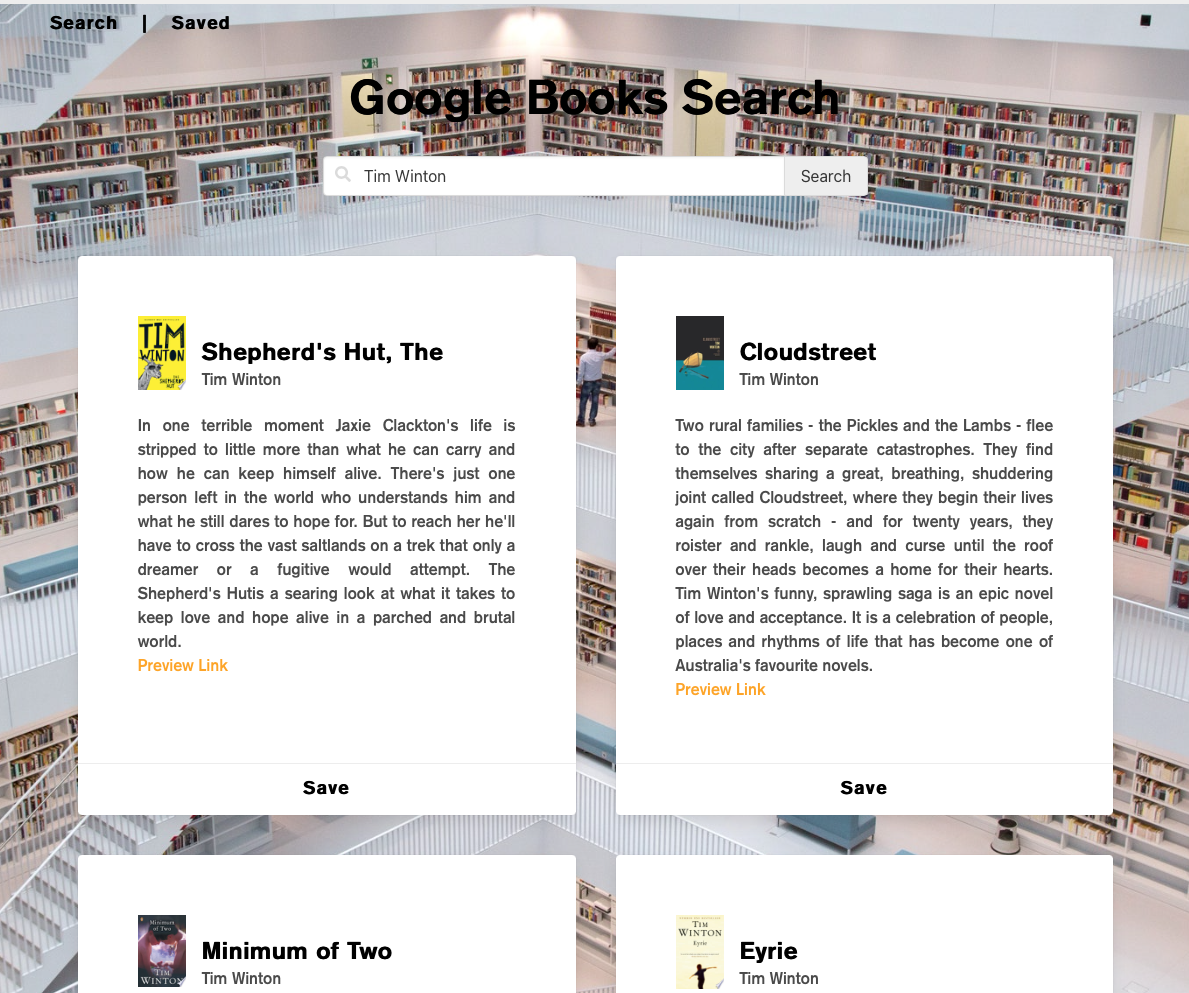 Search | Saved
Google Books Search
Tim Winton
Search
TIM
WINTON
THE
SHEPHERD'S
HUT
Shepherd's Hut, The
Tim Winton
In one terrible moment Jaxie Clackton's life is
stripped to little more than what he can carry and
how he can keep himself alive. There's just one
person left in the world who understands him and
what he still dares to hope for. But to reach her he'll
have to cross the vast saltlands on a trek that only a
dreamer or a fugitive would attempt. The
Shepherd's Hutis a searing look at what it takes to
keep love and hope alive in a parched and brutal
world.
Preview Link
Save
Cloudstreet
Tim Winton
Two rural families - the Pickles and the Lambs - flee
to the city after separate catastrophes. They find
themselves sharing a great, breathing, shuddering
joint called Cloudstreet, where they begin their lives
again from scratch - and for twenty years, they
roister and rankle, laugh and curse until the roof
over their heads becomes a home for their hearts.
Tim Winton's funny, sprawling saga is an epic novel
of love and acceptance. It is a celebration of people,
places and rhythms of life that has become one of
Australia's favourite novels.
Preview Link
Save
Minimum
of Two
TIM
WINTON
Minimum of Two
Tim Winton
TIM
WINTON
Eyrie
Eyrie
Tim Winton